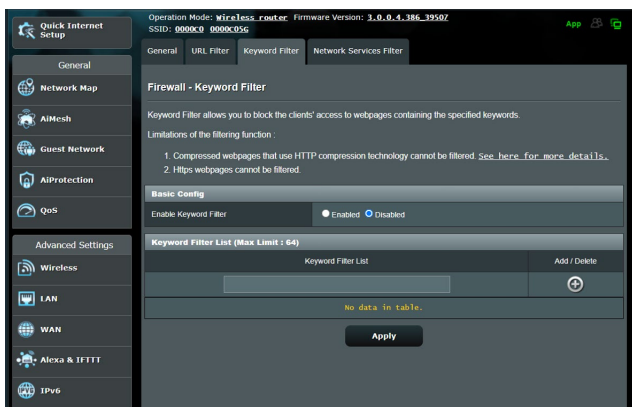 Quick Internet
Setup
Operation Mode: Wireless router Firmware Version: 3.0.0.4.386_39507
SSID: 0000C0 0000C05G
App
General
Network Map
AiMesh
Guest Network
AiProtection
QoS
Advanced Settings
Wireless
LAN
WAN
Alexa & IFTTT
IPv6
General
URL Filter
Keyword Filter
Network Services Filter
Firewall - Keyword Filter
Keyword Filter allows you to block the clients' access to webpages containing the specified keywords.
Limitations of the filtering function :
1. Compressed webpages that use HTTP compression technology cannot be filtered. See here for more details.
2. Https webpages cannot be filtered.
Basic Config
Enable Keyword Filter
Enabled Disabled
Keyword Filter List (Max Limit : 64)
Keyword Filter List
Add / Delete
No data in table.
Apply